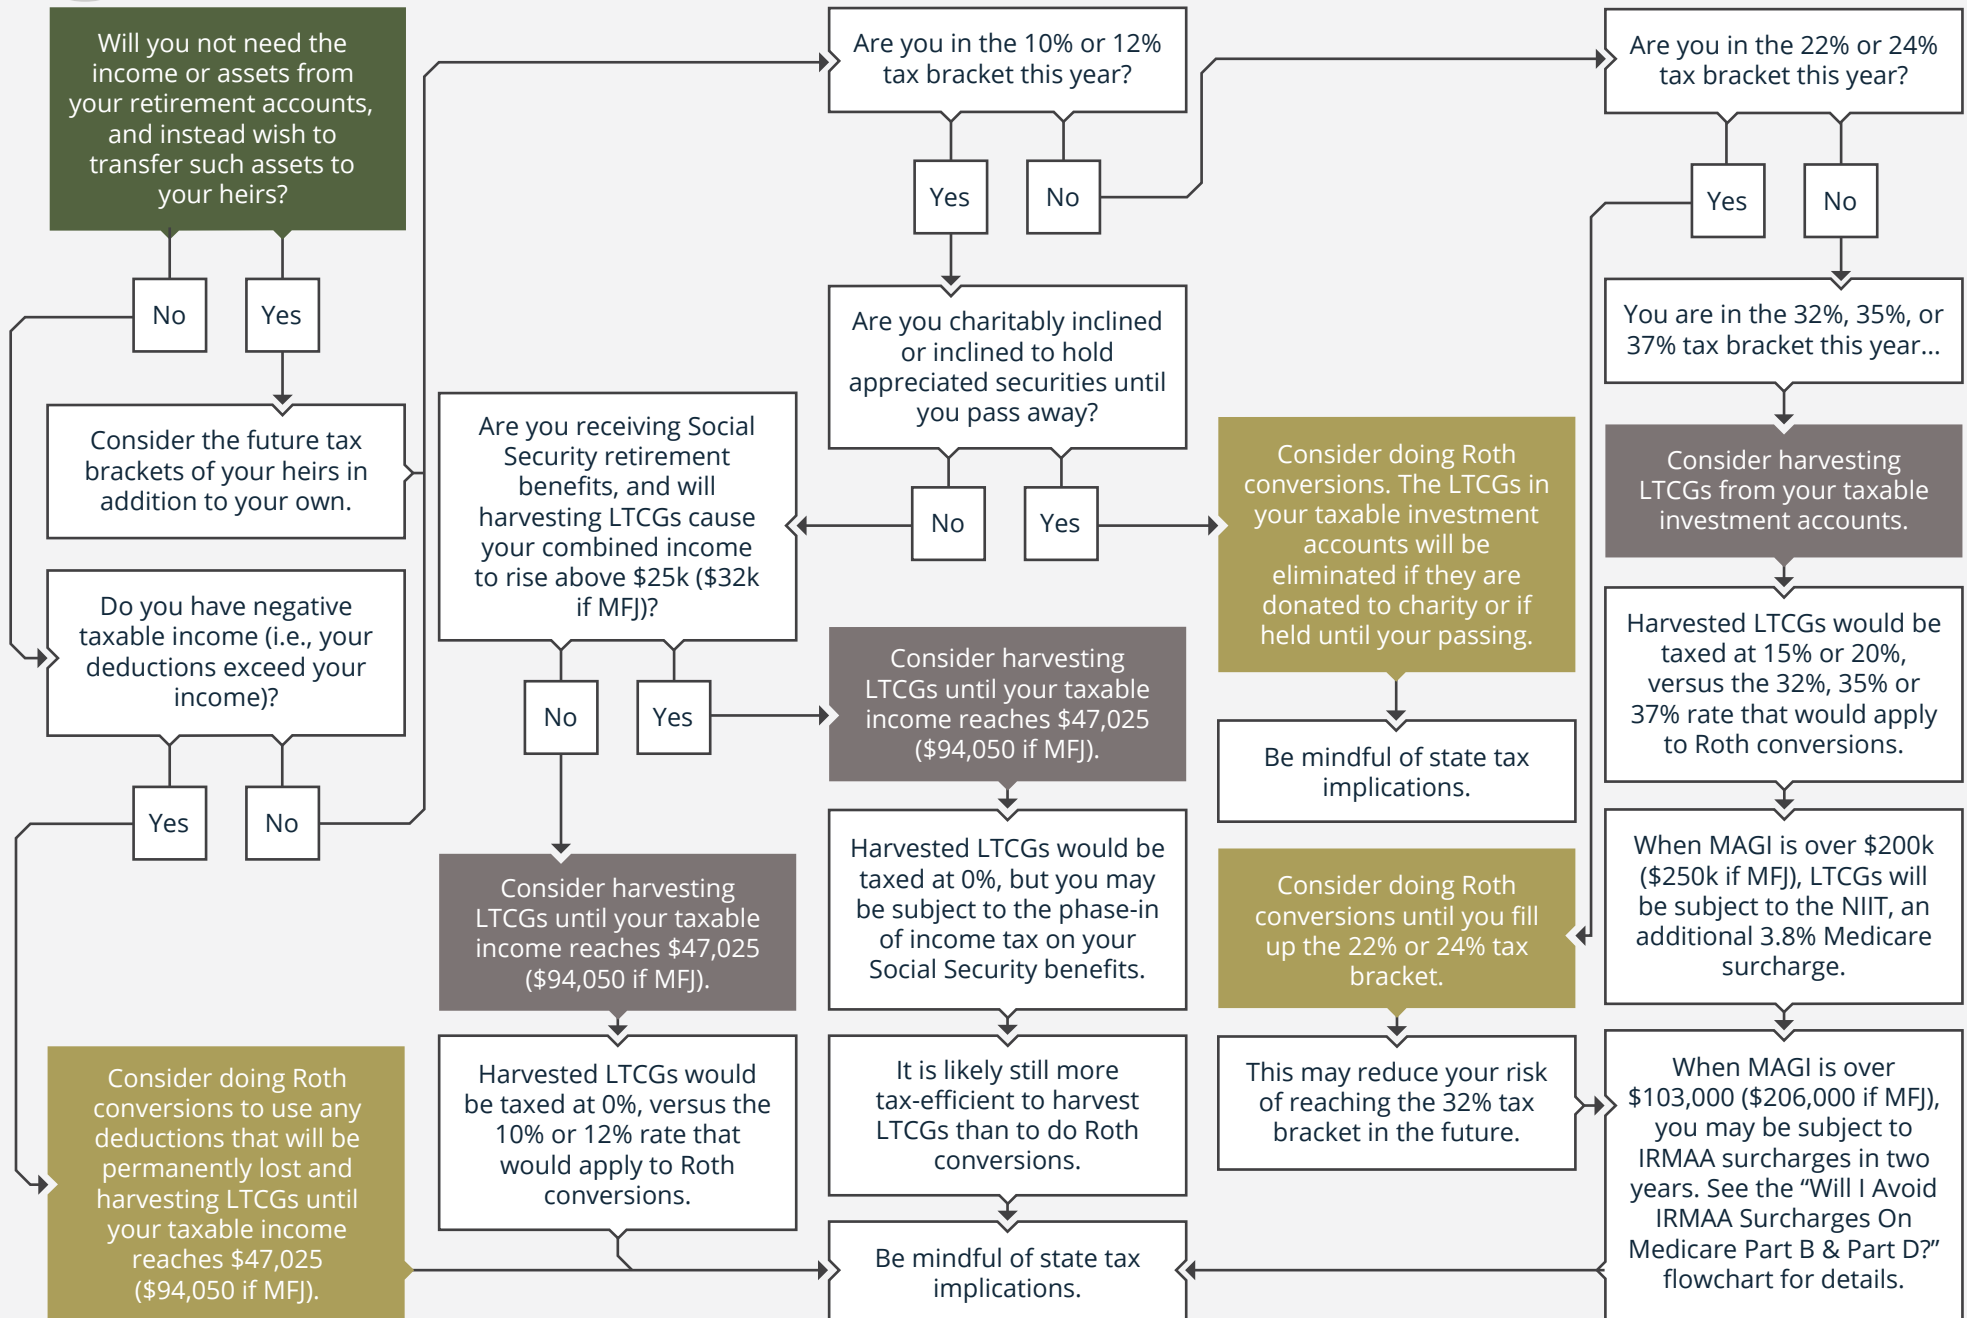 Will you not need the
income or assets from
your retirement accounts,
and instead wish to
transfer such assets to
your heirs?
No
Yes
Consider the future tax
brackets of your heirs in
addition to your own.
Do you have negative
taxable income (i.e., your
deductions exceed your
income)?
Yes
No
Consider doing Roth
conversions to use any
deductions that will be
permanently lost and
harvesting LTCGs until
your taxable income
reaches $47,025
($94,050 if MFJ).
Are you in the 10% or 12%
tax bracket this year?
Yes
No
Are you charitably inclined
or inclined to hold
appreciated securities until
you pass away?
No
Yes
Are you receiving Social
Security retirement
benefits, and will
harvesting LTCGs cause
your combined income
to rise above $25k ($32k
if MFJ)?
No
Yes
Consider harvesting
LTCGs until your taxable
income reaches $47,025
($94,050 if MFJ).
Harvested LTCGs would
be taxed at 0%, versus the
10% or 12% rate that
would apply to Roth
conversions.
Consider harvesting
LTCGs until your taxable
income reaches $47,025
($94,050 if MFJ).
Harvested LTCGs would be
taxed at 0%, but you may
be subject to the phase-in
of income tax on your
Social Security benefits.
It is likely still more
tax-efficient to harvest
LTCGs than to do Roth
conversions.
Be mindful of state tax
implications.
Consider doing Roth
conversions. The LTCGs in
your taxable investment
accounts will be
eliminated if they are
donated to charity or if
held until your passing.
Be mindful of state tax
implications.
Are you in the 22% or 24%
tax bracket this year?
Yes
No
Consider doing Roth
conversions until you fill
up the 22% or 24% tax
bracket.
This may reduce your risk
of reaching the 32% tax
bracket in the future.
You are in the 32%, 35%, or
37% tax bracket this year...
Consider harvesting
LTCGs from your taxable
investment accounts.
Harvested LTCGs would be
taxed at 15% or 20%,
versus the 32%, 35% or
37% rate that would apply
to Roth conversions.
When MAGI is over $200k
($250k if MFJ), LTCGs will
be subject to the NIIT, an
additional 3.8% Medicare
surcharge.
When MAGI is over
$103,000 ($206,000 if MFJ),
you may be subject to
IRMAA surcharges in two
years. See the “Will I Avoid
IRMAA Surcharges On
Medicare Part B & Part D?”
flowchart for details.